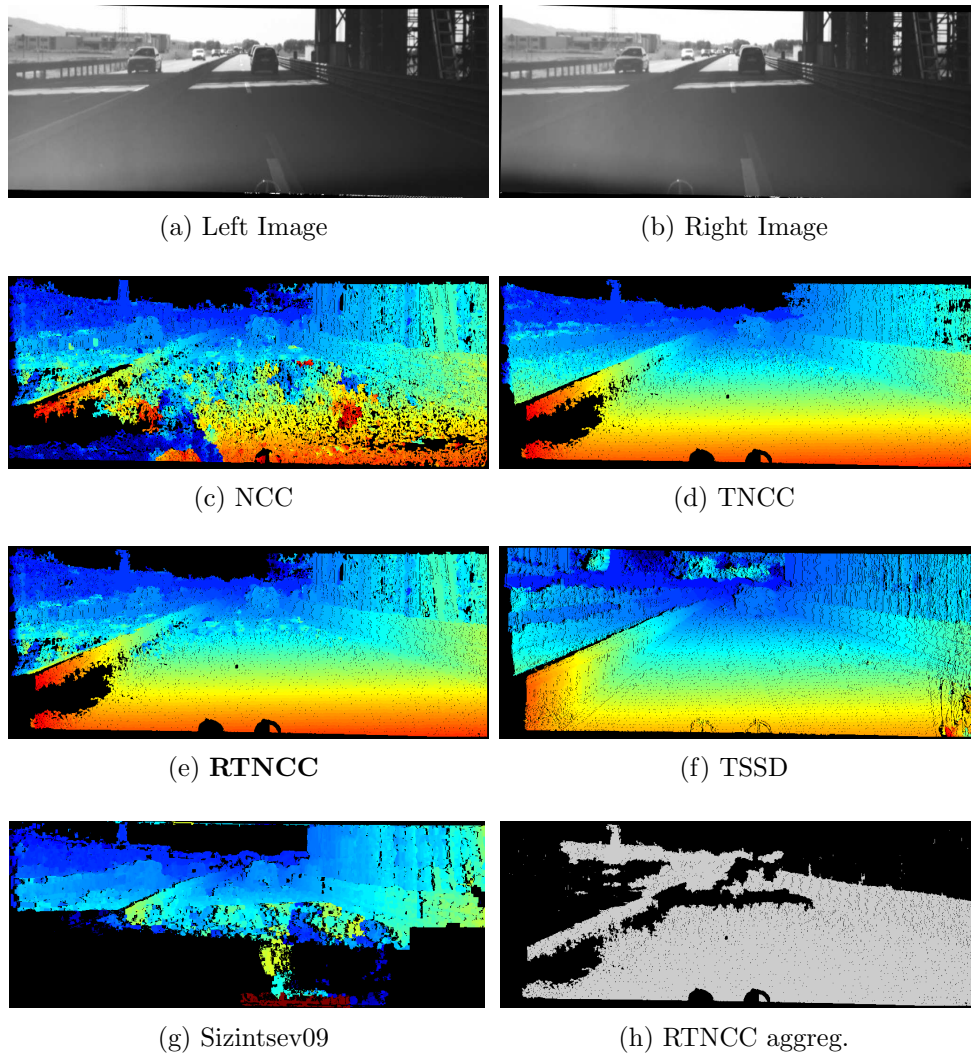 (a) Left Image
(b) Right Image
(c) NCC
(d) TNCC
(e) RTNCC
(f) TSSD
(g) Sizintsev09
(h) RTNCC aggreg.